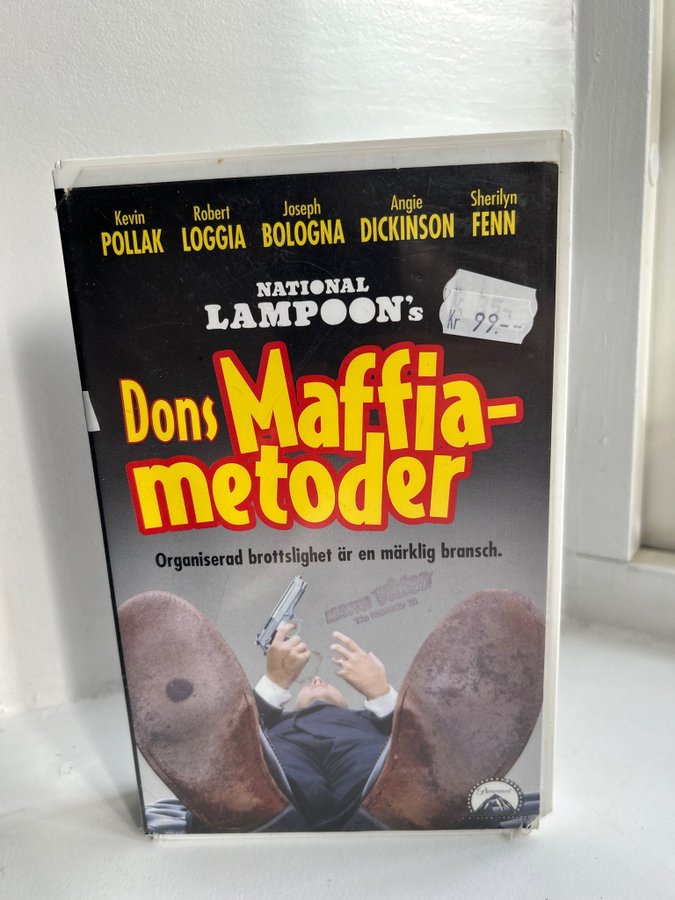 Kevin POLLAK
Robert LOGGIA
Joseph BOLOGNA
Angie DICKINSON
Sherilyn FENN
NATIONAL
LAMPOON's
Kr 99.--
Dons Maffia-
metoder
Organiserad brottslighet är en märklig bransch.
Paramount